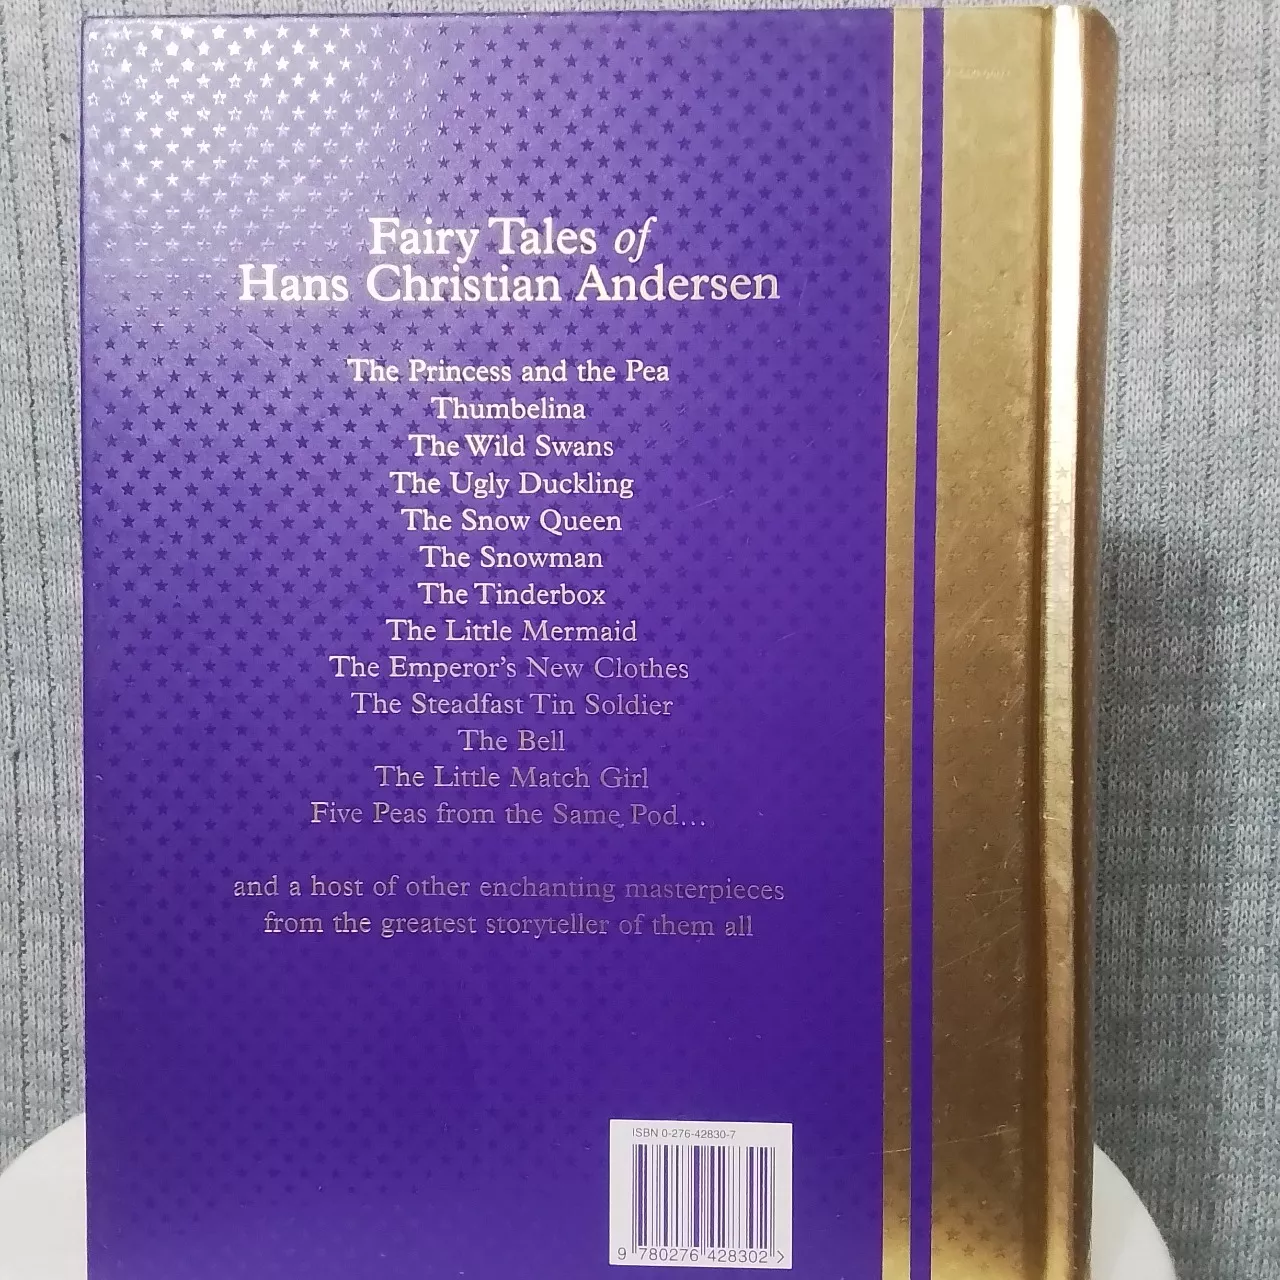 Fairy Tales of
Hans Christian Andersen
The Princess and the Pea
Thumbelina
The Wild Swans
The Ugly Duckling
The Snow Queen
The Snowman
The Tinderbox
The Little Mermaid
The Emperor's New Clothes
The Steadfast Tin Soldier
The Bell
The Little Match Girl
Five Peas from the Same Pod...
and a host of other enchanting masterpieces
from the greatest storyteller of them all
ISBN 0-276-42830-7
9 780276 428302 >